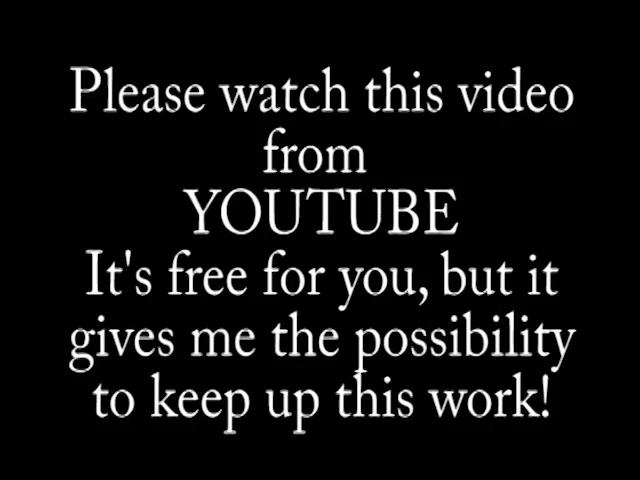 Please watch this video
from
YOUTUBE
It's free for you, but it
gives me the possibility
to keep up this work!